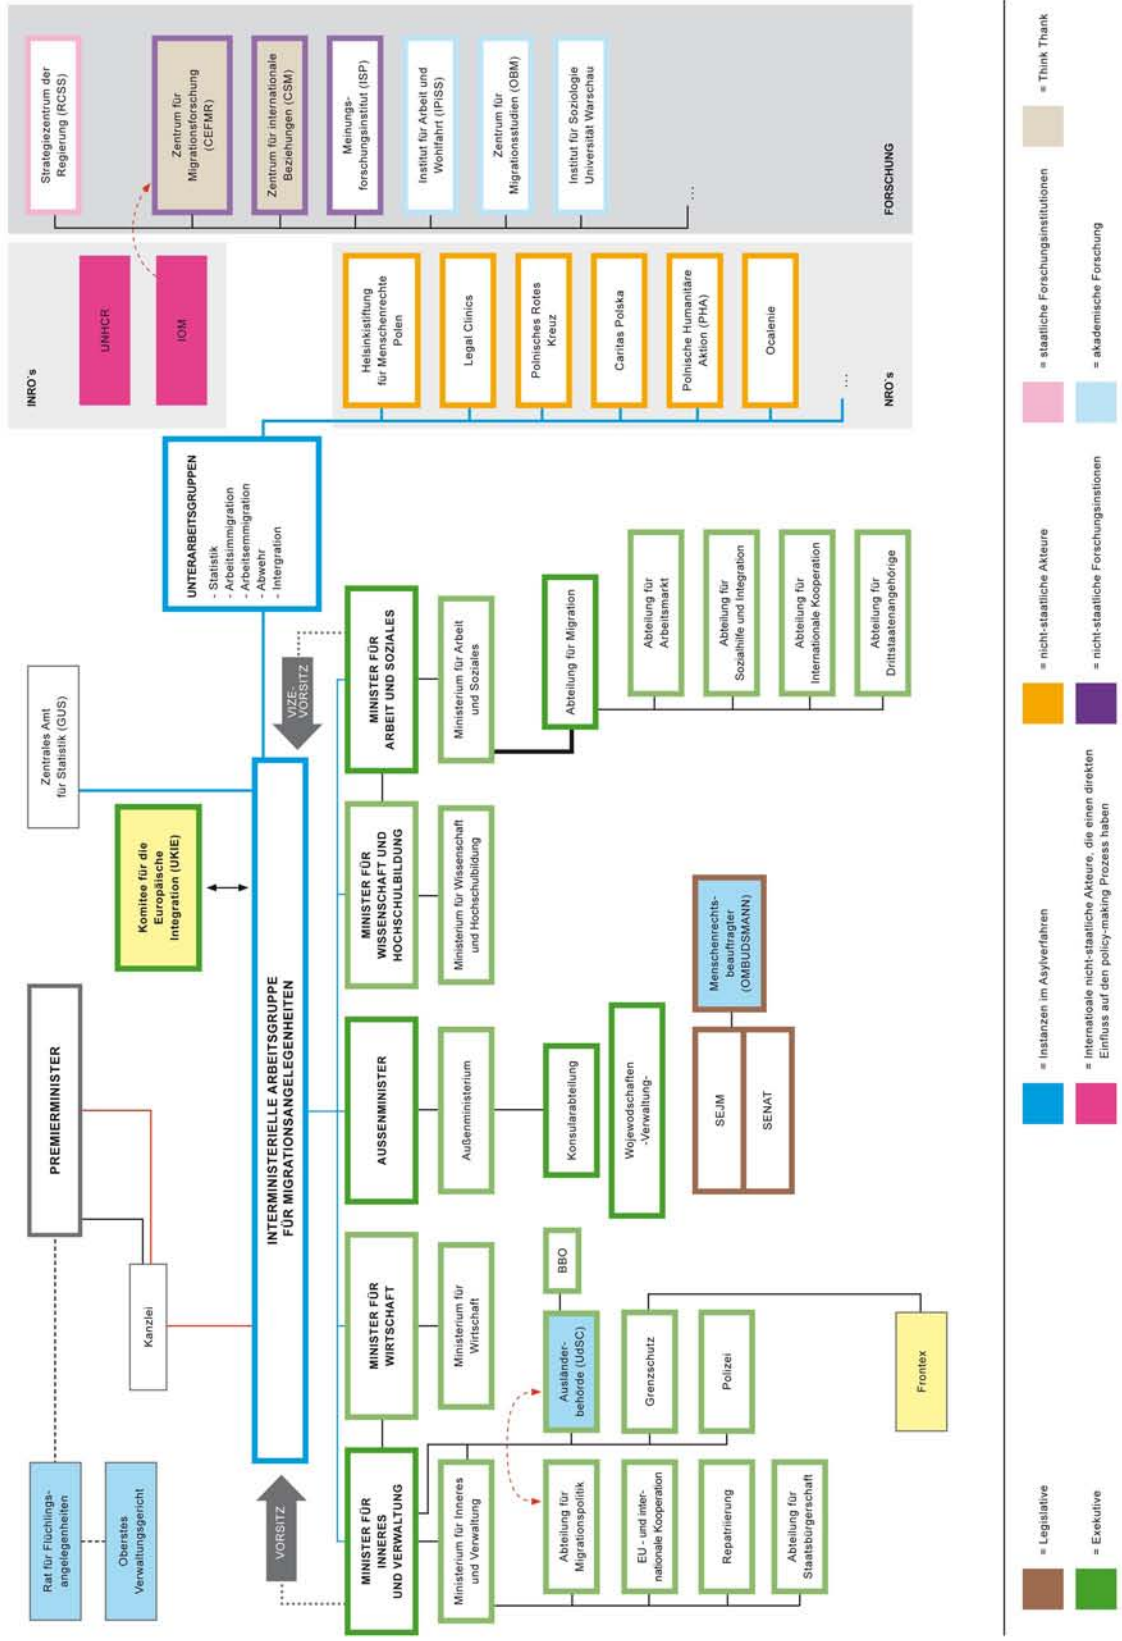 Rat für Flüchlings-
angelegenheiten
Oberstes
Verwaltungsgericht
PREMIERMINISTER
Kanzlei
Komitee für die
Europäische
Integration (UKIE)
Zentrales Amt
für Statistik (GUS)
VORSITZ
INTERMINISTERIELLE ARBEITSGRUPPE
FÜR MIGRATIONSANGELEGENHEITEN
VIZE-
VORSITZ
UNTERARBEITSGRUPPEN
- Statistik
- Arbeitsimmigration
- Arbeitsemmigration
- Abwehr
- Intergration
MINISTER FÜR
INNERES
UND VERWALTUNG
MINISTER FÜR
WIRTSCHAFT
AUSSENMINISTER
MINISTER FÜR
WISSENSCHAFT UND
HOCHSCHULBILDUNG
MINISTER FÜR
ARBEIT UND SOZIALES
Ministerium für Inneres
und Verwaltung
Ministerium für
Wirtschaft
Außenministerium
Ministerium für Wissenschaft
und Hochschulbildung
Ministerium für Arbeit
und Soziales
Abteilung für
Migrationspolitik
EU - und inter-
nationale Kooperation
Repatriierung
Abteilung für
Staatsbürgerschaft
Ausländer-
behörde (UdSC)
BBO
Grenzschutz
Polizei
Frontex
Konsularabteilung
Wojewodschaften
-Verwaltung-
SEJM
SENAT
Menschenrechts-
beauftragter
(OMBUDSMANN)
Abteilung für Migration
Abteilung für
Arbeitsmarkt
Abteilung für
Sozialhilfe und Integration
Abteilung für
Internationale Kooperation
Abteilung für
Drittstaatenangehörige
INRO`s
UNHCR
IOM
Helsinkistiftung
für Menschenrechte
Polen
Legal Clinics
Polnisches Rotes
Kreuz
Caritas Polska
Polnische Humanitäre
Aktion (PHA)
Ocalenie
...
NRO`s
Strategiezentrum der
Regierung (RCSS)
Zentrum für
Migrationsforschung
(CEFMR)
Zentrum für internationale
Beziehungen (CSM)
Meinungs-
forschungsinstitut (ISP)
Institut für Arbeit und
Wohlfahrt (IPiSS)
Zentrum für
Migrationsstudien (OBM)
Institut für Soziologie
Universität Warschau
...
FORSCHUNG
= Legislative
= Exekutive
= Instanzen im Asylverfahren
= Internatioale nicht-staatliche Akteure, die einen direkten
Einfluss auf den policy-making Prozess haben
= nicht-staatliche Akteure
= nicht-staatliche Forschungsinstionen
= staatliche Forschungsinstitutionen
= akademische Forschung
= Think Thank